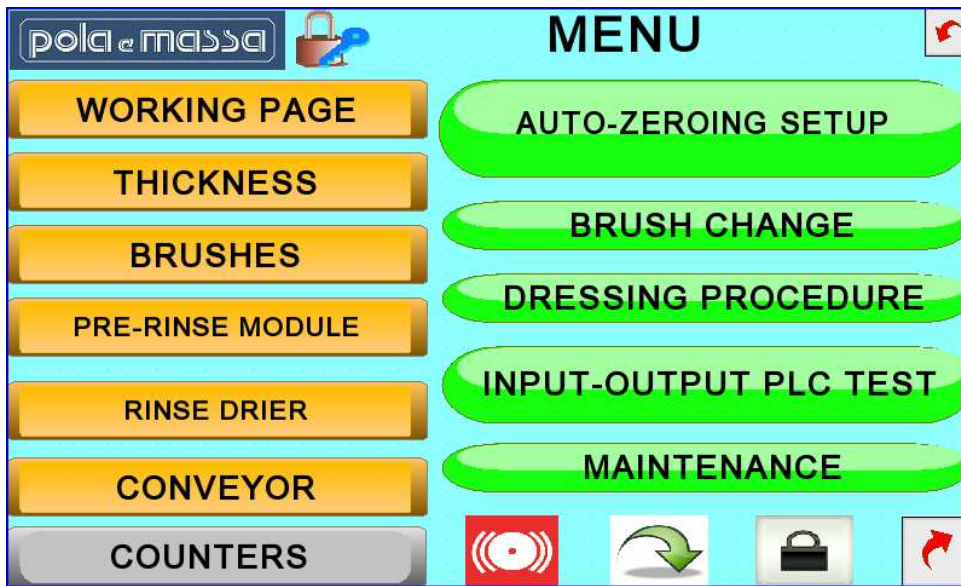 pola e massa
MENU
WORKING PAGE
THICKNESS
BRUSHES
PRE-RINSE MODULE
RINSE DRIER
CONVEYOR
COUNTERS
AUTO-ZEROING SETUP
BRUSH CHANGE
DRESSING PROCEDURE
INPUT-OUTPUT PLC TEST
MAINTENANCE